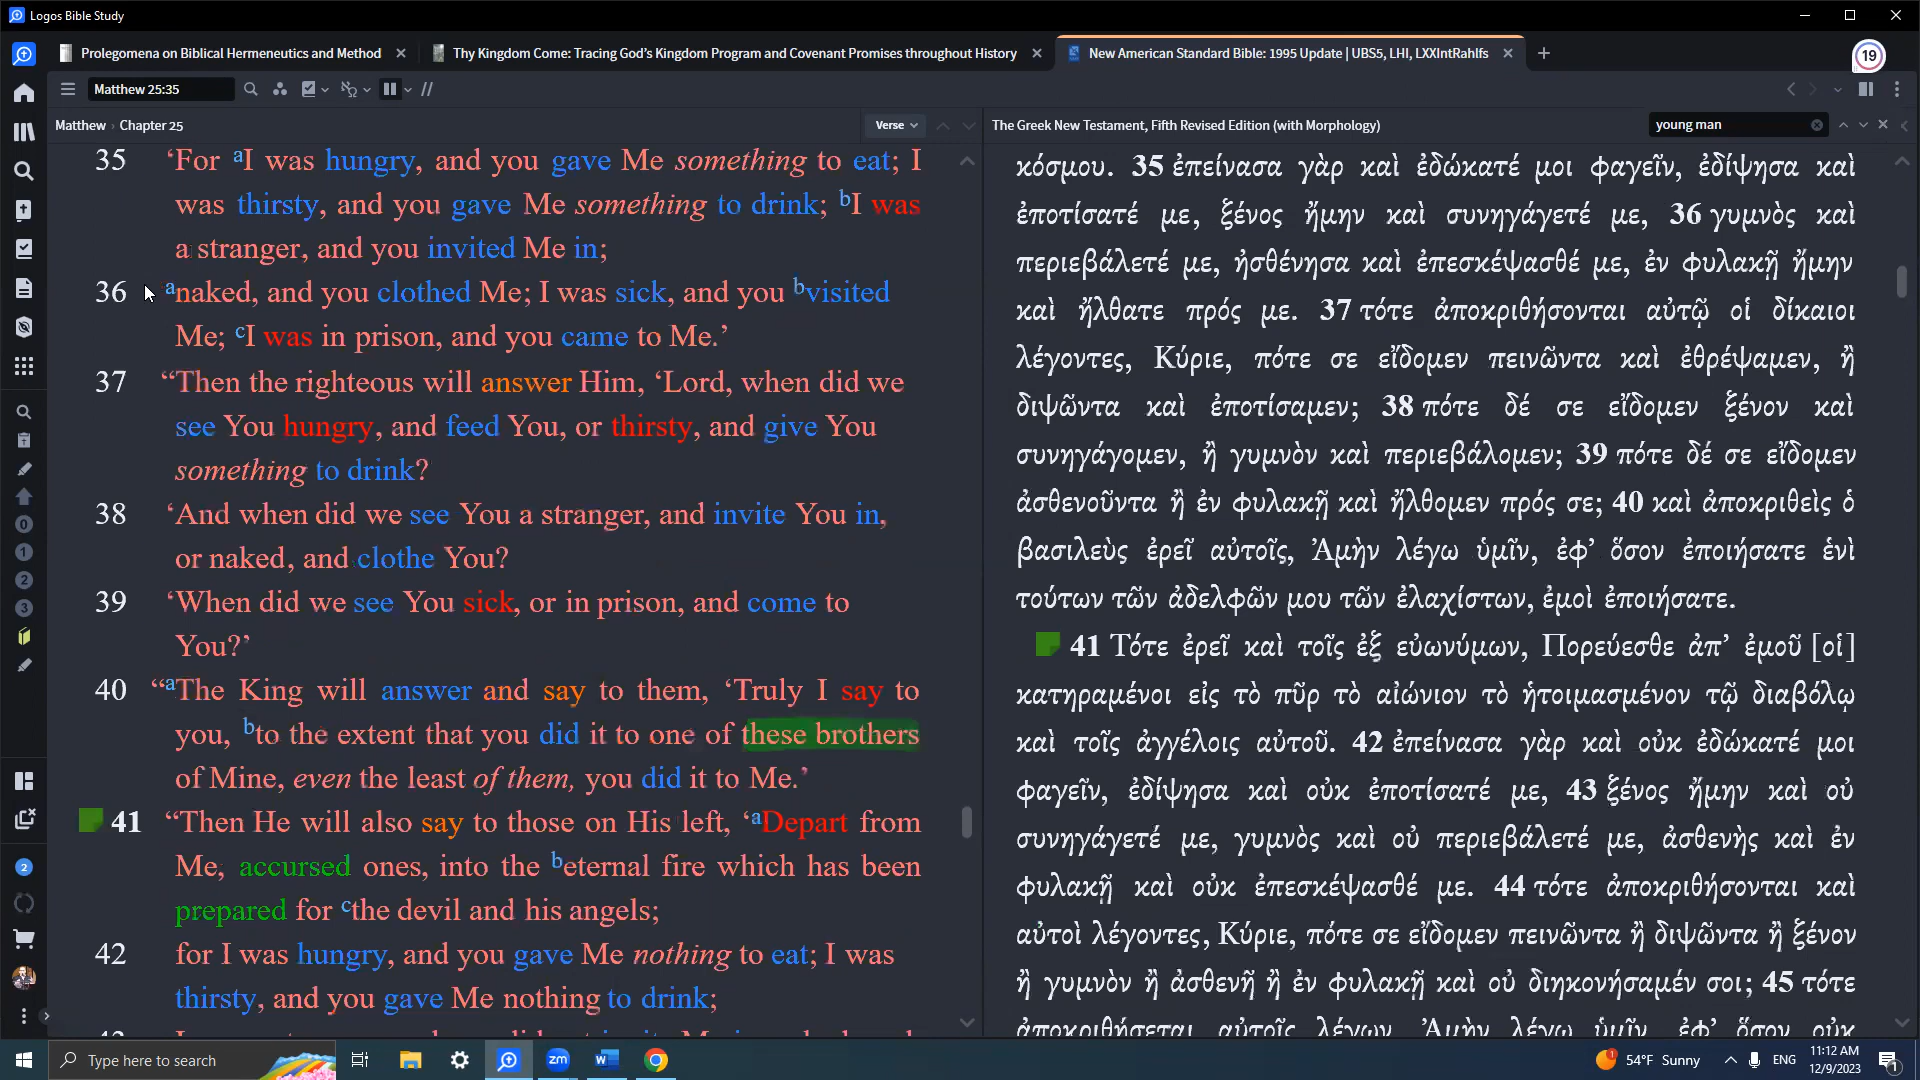 Logos Bible Study
Prolegomena on Biblical Hermeneutics and Method
Thy Kingdom Come: Tracing God's Kingdom Program and Covenant Promises throughout History
New American Standard Bible: 1995 Update | UBS5, LHI, LXXIntRahlfs
19
Matthew 25:35
Matthew › Chapter 25
Verse
35 ‘For aI was hungry, and you gave Me something to eat; I
was thirsty, and you gave Me something to drink; bI was
a stranger, and you invited Me in;
36 anaked, and you clothed Me; I was sick, and you bvisited
Me; cI was in prison, and you came to Me.’
37 “Then the righteous will answer Him, ‘Lord, when did we
see You hungry, and feed You, or thirsty, and give You
something to drink?
38 ‘And when did we see You a stranger, and invite You in,
or naked, and clothe You?
39 ‘When did we see You sick, or in prison, and come to
You?’
40 “aThe King will answer and say to them, ‘Truly I say to
you, bto the extent that you did it to one of these brothers
of Mine, even the least of them, you did it to Me.’
41 “Then He will also say to those on His left, ‘aDepart from
Me, accursed ones, into the beternal fire which has been
prepared for cthe devil and his angels;
42 for I was hungry, and you gave Me nothing to eat; I was
thirsty, and you gave Me nothing to drink;
The Greek New Testament, Fifth Revised Edition (with Morphology)
young man
κόσμου. 35 ἐπείνασα γὰρ καὶ ἐδώκατέ μοι φαγεῖν, ἐδίψησα καὶ
ἐποτίσατέ με, ξένος ἤμην καὶ συνηγάγετέ με, 36 γυμνὸς καὶ
περιεβάλετέ με, ἠσθένησα καὶ ἐπεσκέψασθέ με, ἐν φυλακῇ ἤμην
καὶ ἤλθατε πρός με. 37 τότε ἀποκριθήσονται αὐτῷ οἱ δίκαιοι
λέγοντες, Κύριε, πότε σε εἴδομεν πεινῶντα καὶ ἐθρέψαμεν, ἢ
διψῶντα καὶ ἐποτίσαμεν; 38 πότε δέ σε εἴδομεν ξένον καὶ
συνηγάγομεν, ἢ γυμνὸν καὶ περιεβάλομεν; 39 πότε δέ σε εἴδομεν
ἀσθενοῦντα ἢ ἐν φυλακῇ καὶ ἤλθομεν πρός σε; 40 καὶ ἀποκριθεὶς ὁ
βασιλεὺς ἐρεῖ αὐτοῖς, Ἀμὴν λέγω ὑμῖν, ἐφ’ ὅσον ἐποιήσατε ἑνὶ
τούτων τῶν ἀδελφῶν μου τῶν ἐλαχίστων, ἐμοὶ ἐποιήσατε.
41 Τότε ἐρεῖ καὶ τοῖς ἐξ εὐωνύμων, Πορεύεσθε ἀπ’ ἐμοῦ [οἱ]
κατηραμένοι εἰς τὸ πῦρ τὸ αἰώνιον τὸ ἡτοιμασμένον τῷ διαβόλῳ
καὶ τοῖς ἀγγέλοις αὐτοῦ. 42 ἐπείνασα γὰρ καὶ οὐκ ἐδώκατέ μοι
φαγεῖν, ἐδίψησα καὶ οὐκ ἐποτίσατέ με, 43 ξένος ἤμην καὶ οὐ
συνηγάγετέ με, γυμνὸς καὶ οὐ περιεβάλετέ με, ἀσθενὴς καὶ ἐν
φυλακῇ καὶ οὐκ ἐπεσκέψασθέ με. 44 τότε ἀποκριθήσονται καὶ
αὐτοὶ λέγοντες, Κύριε, πότε σε εἴδομεν πεινῶντα ἢ διψῶντα ἢ ξένον
ἢ γυμνὸν ἢ ἀσθενῆ ἢ ἐν φυλακῇ καὶ οὐ διηκονήσαμέν σοι; 45 τότε
ἀποκριθήσεται αὐτοῖς λέγων, Ἀμὴν λέγω ὑμῖν, ἐφ’ ὅσον οὐκ
0
1
2
3
2
Type here to search
zm
W
54°F Sunny
ENG
11:12 AM
12/9/2023
1